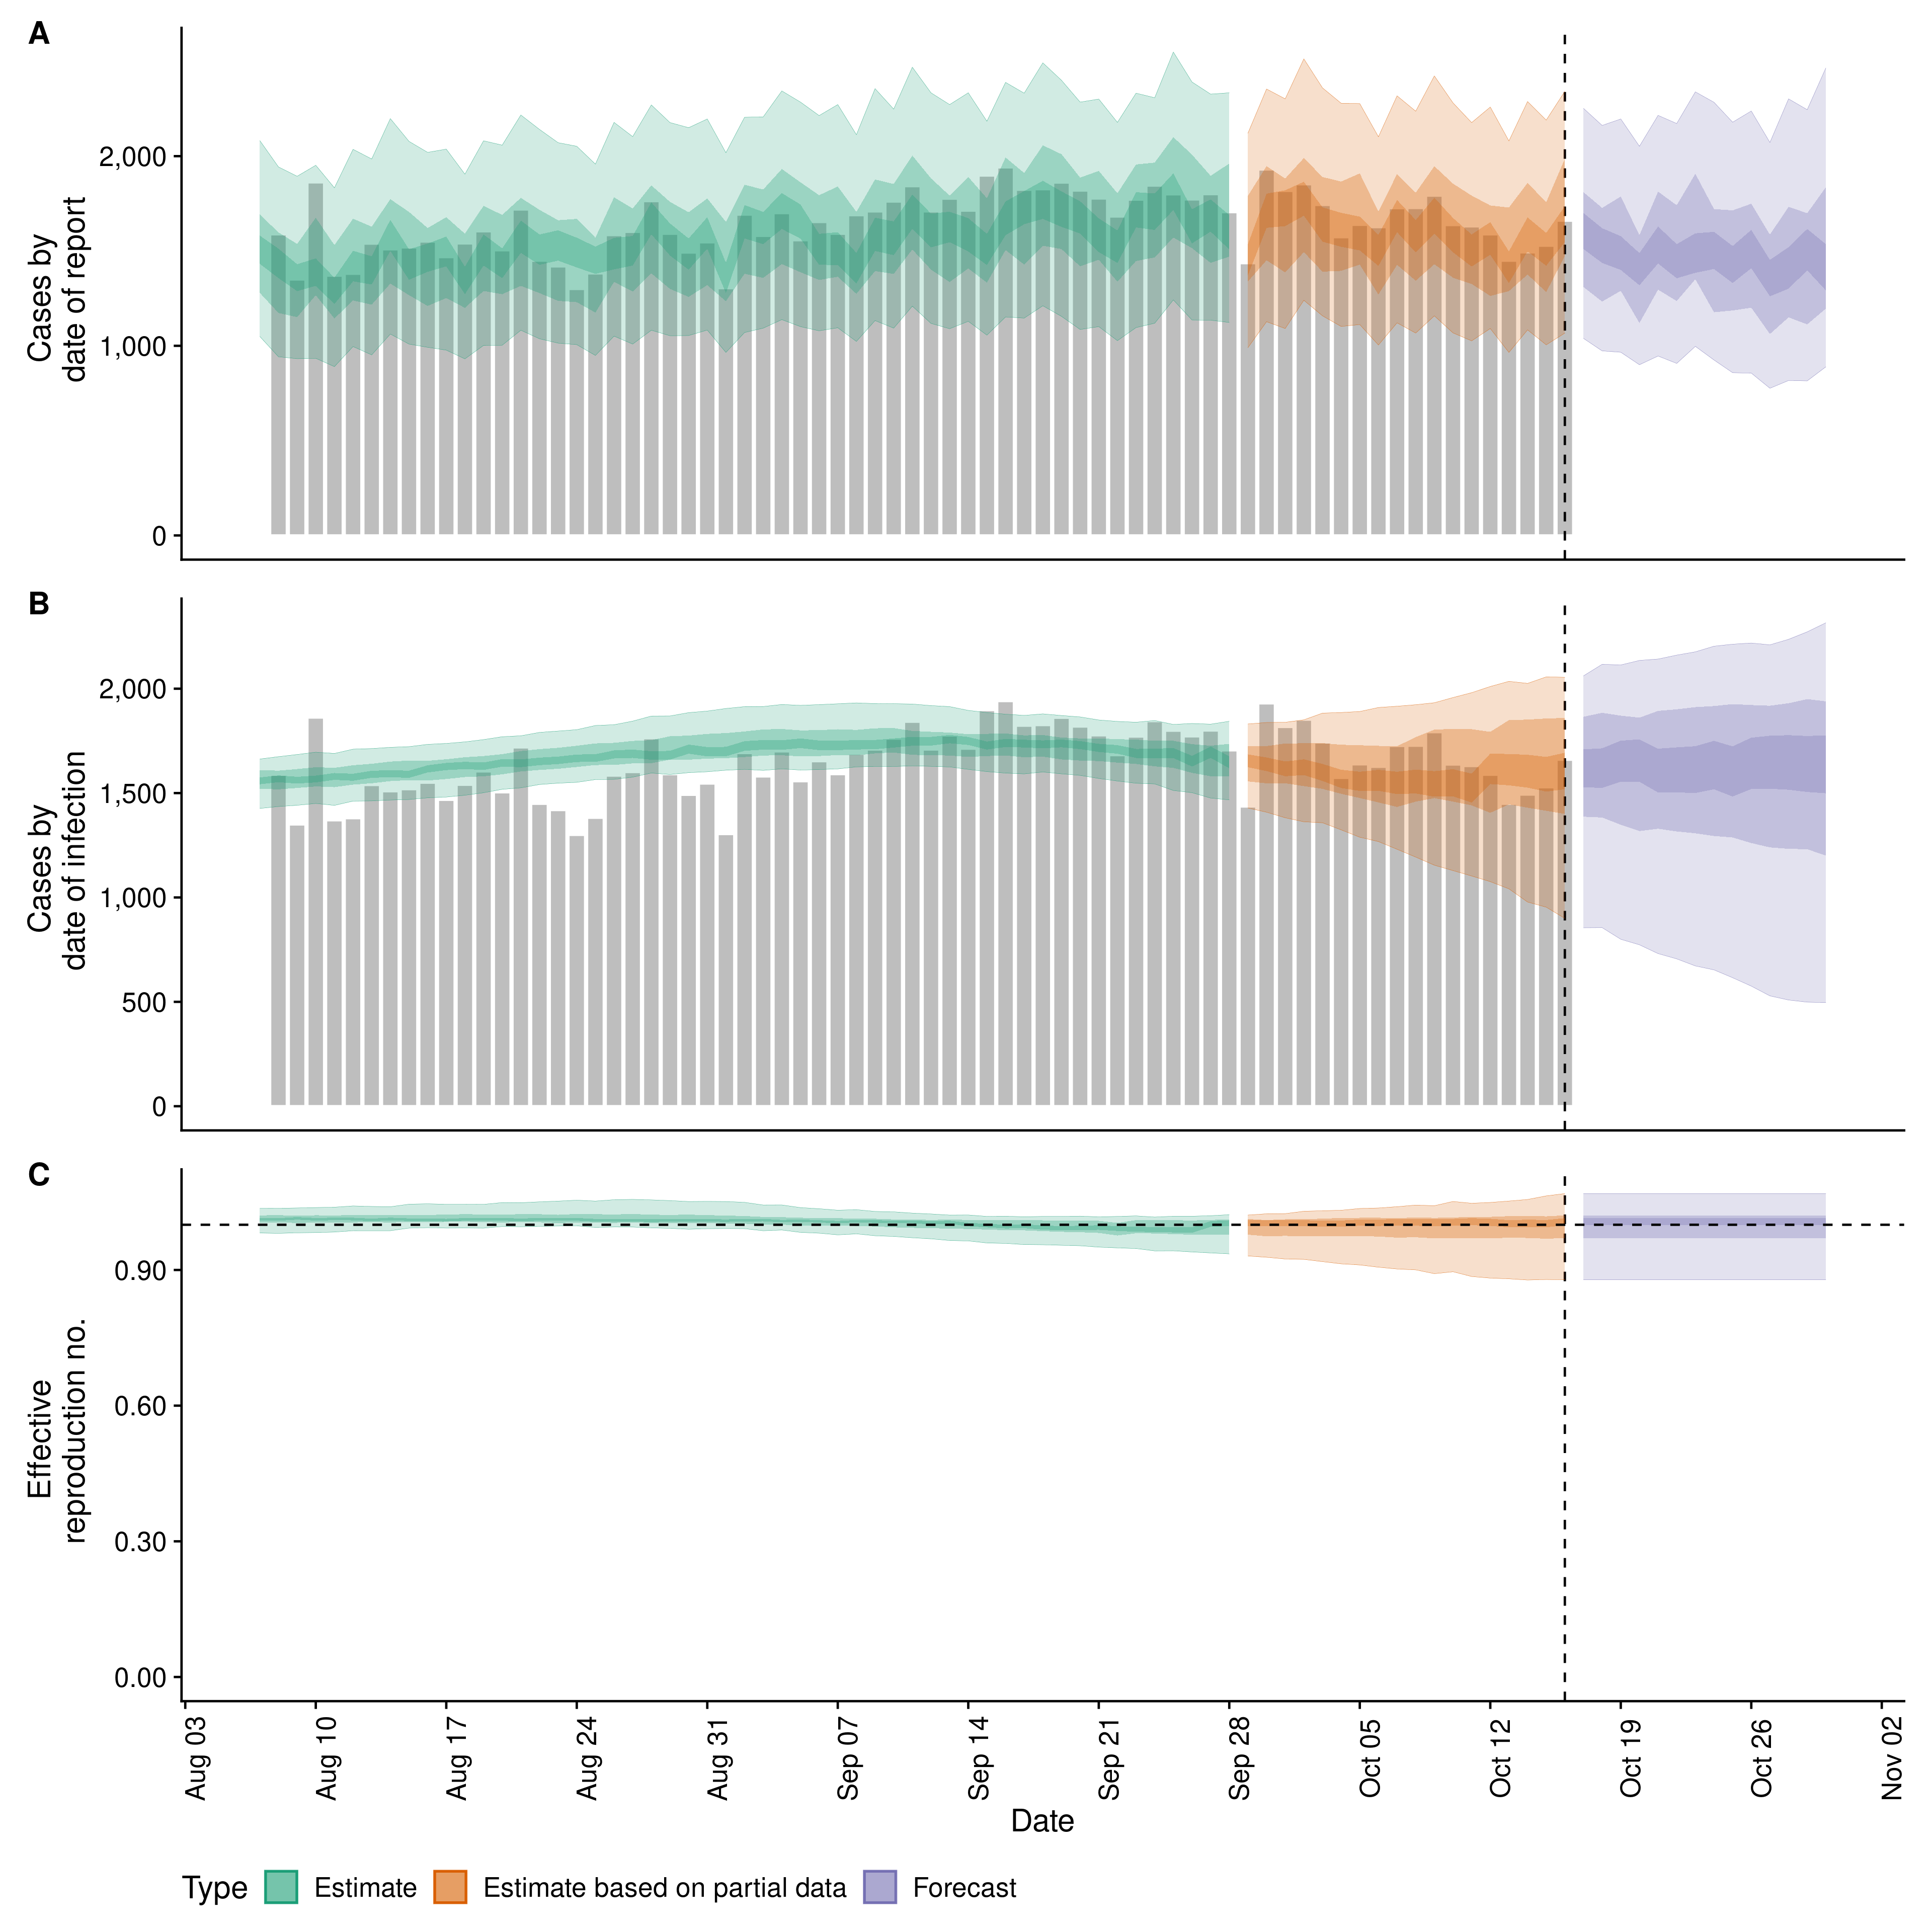 A
Cases by
date of report
2,000
1,000
0
B
Cases by
date of infection
2,000
1,500
1,000
500
0
C
Effective
reproduction no.
0.90
0.60
0.30
0.00
Aug 03
Aug 10
Aug 17
Aug 24
Aug 31
Sep 07
Sep 14
Sep 21
Sep 28
Oct 05
Oct 12
Oct 19
Oct 26
Nov 02
Date
Type Estimate Estimate based on partial data Forecast